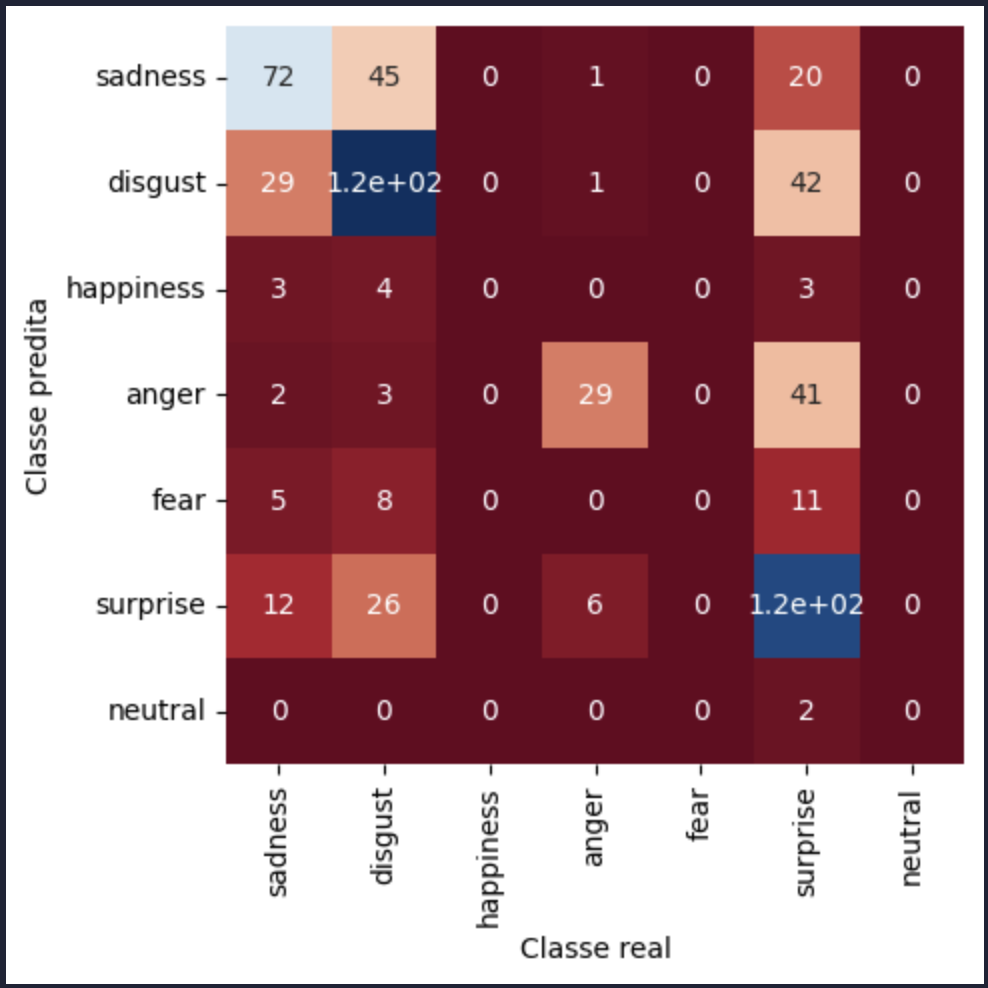 sadness 72 45 0 1 0 20 0
disgust 29 1.2e+02 0 1 0 42 0
happiness 3 4 0 0 0 3 0
anger 2 3 0 29 0 41 0
fear 5 8 0 0 0 11 0
surprise 12 26 0 6 0 1.2e+02 0
neutral 0 0 0 0 0 2 0
Classe predita
sadness disgust happiness anger fear surprise neutral
Classe real